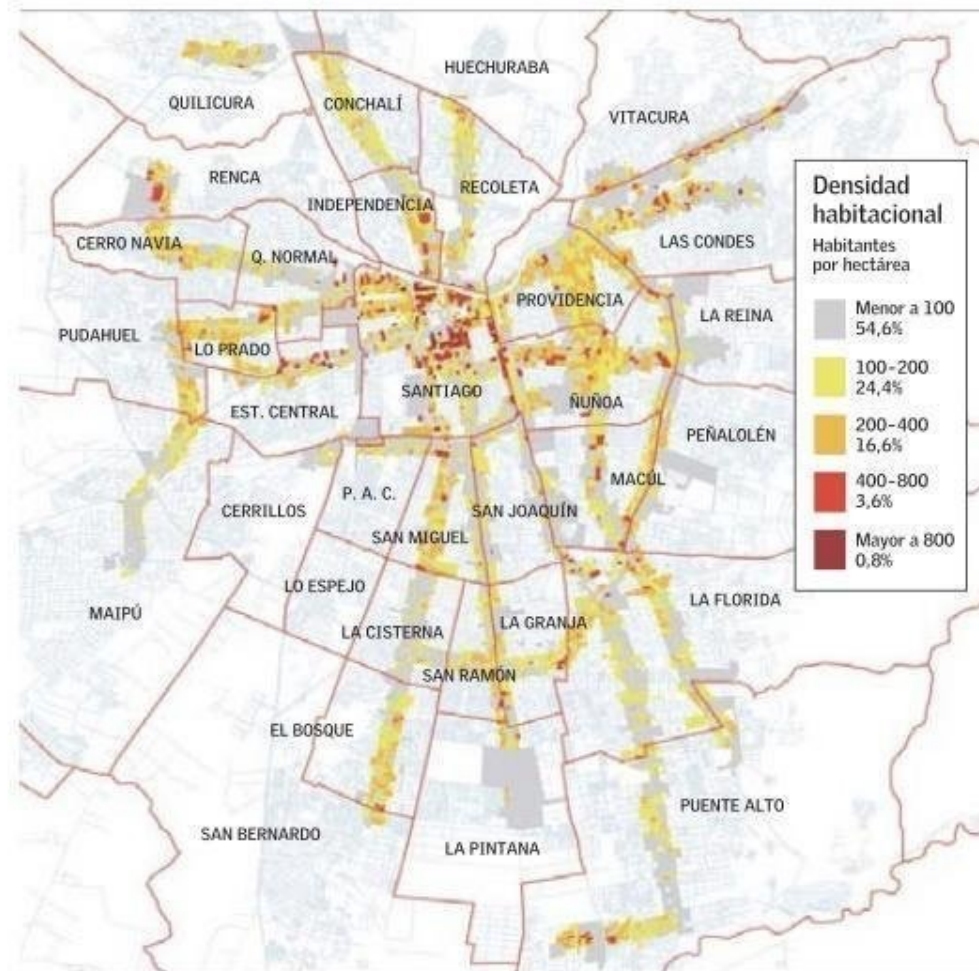 HUECHURABA
QUILICURA
CONCHALÍ
VITACURA
RENCA
RECOLETA
INDEPENDENCIA
CERRO NAVIA
Q. NORMAL
LAS CONDES
PROVIDENCIA
LA REINA
PUDAHUEL
LO PRADO
SANTIAGO
EST. CENTRAL
ÑUÑOA
PEÑALOLÉN
MACÚL
P. A. C.
CERRILLOS
SAN JOAQUÍN
SAN MIGUEL
LO ESPEJO
LA FLORIDA
MAIPÚ
LA GRANJA
LA CISTERNA
SAN RAMÓN
EL BOSQUE
PUENTE ALTO
SAN BERNARDO
LA PINTANA
Densidad
habitacional
Habitantes
por hectárea
Menor a 100
54,6%
100-200
24,4%
200-400
16,6%
400-800
3,6%
Mayor a 800
0,8%